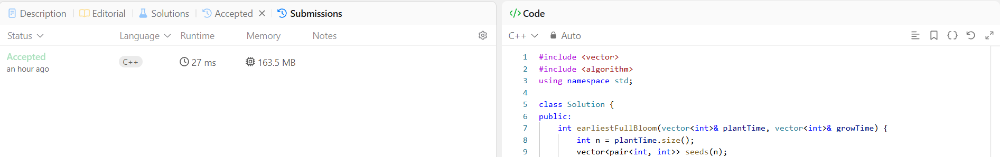 Description Editorial Solutions Accepted Submissions
Status Language Runtime Memory Notes
Accepted
an hour ago
C++ 27 ms 163.5 MB
</> Code
C++ Auto
1 #include <vector>
2 #include <algorithm>
3 using namespace std;
4
5 class Solution {
6 public:
7 int earliestFullBloom(vector<int>& plantTime, vector<int>& growTime) {
8 int n = plantTime.size();
9 vector<pair<int, int>> seeds(n);